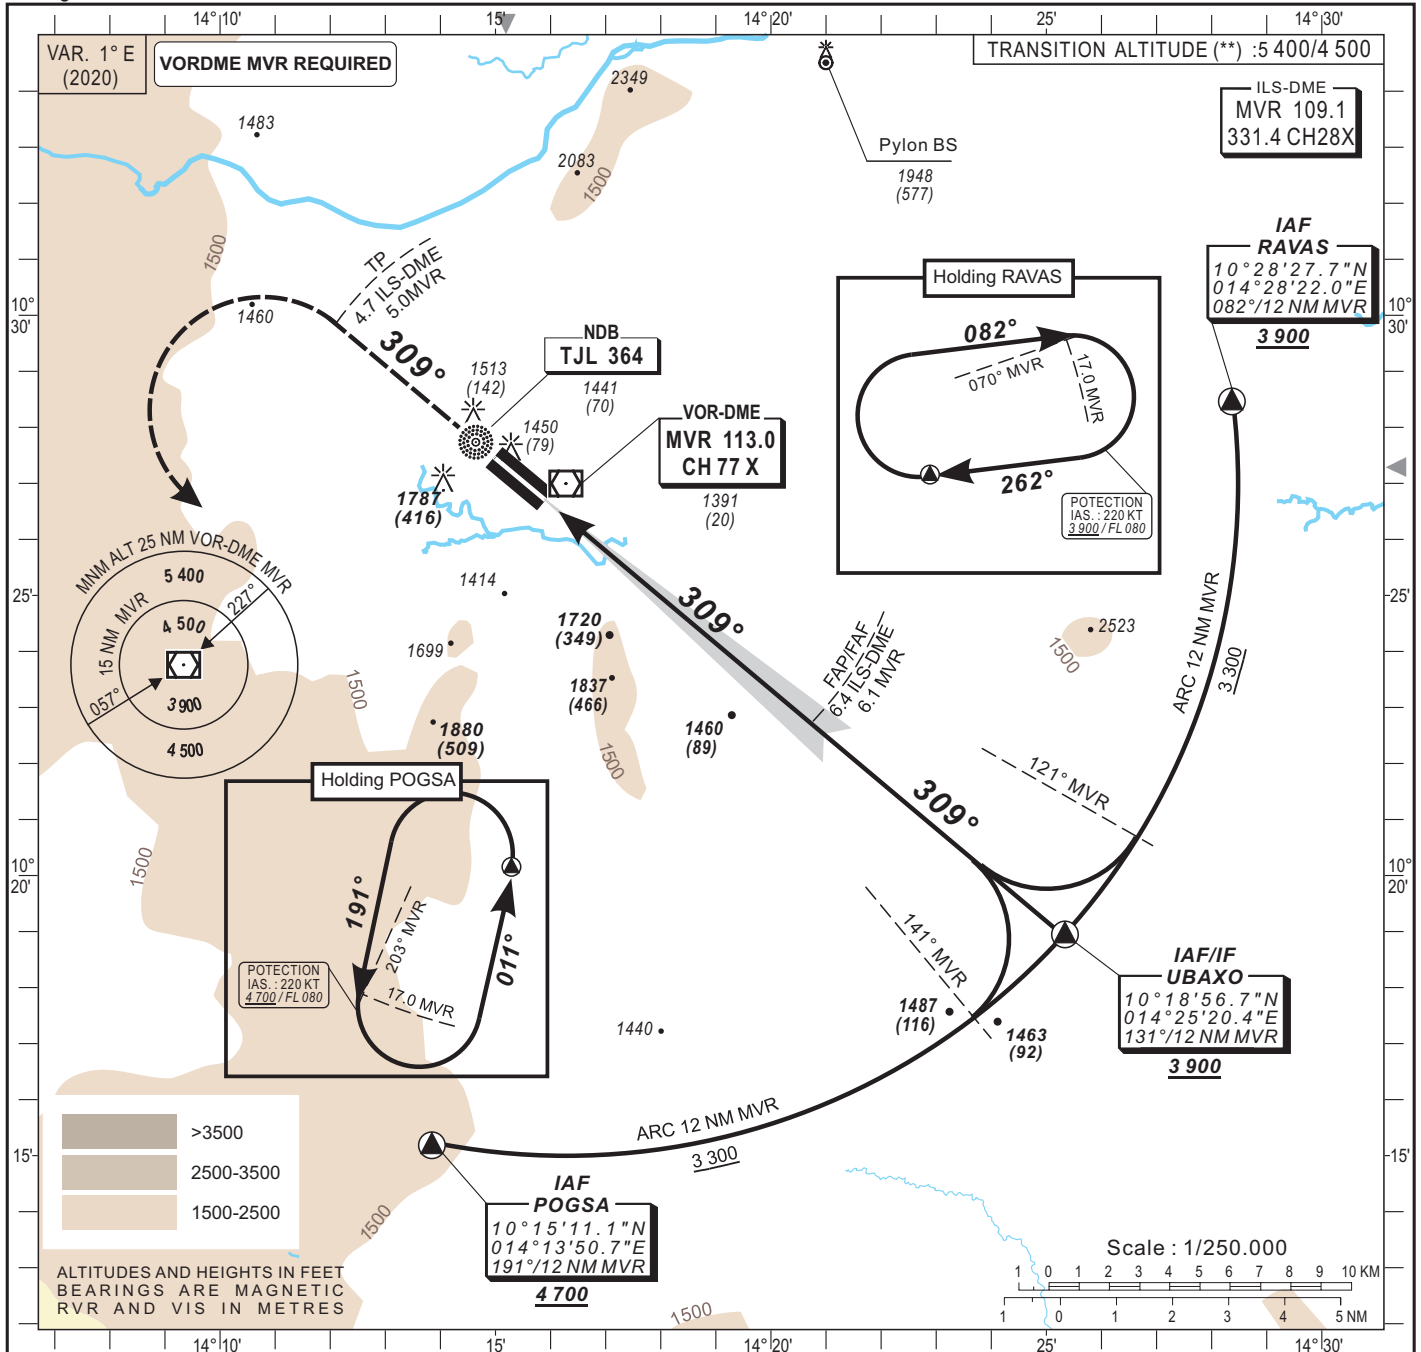 14°10'
15'
14°20'
25'
14°30'
VAR. 1° E
(2020)
VORDME MVR REQUIRED
TRANSITION ALTITUDE (**) :5 400/4 500
ILS-DME
MVR 109.1
331.4 CH28X
2349
1483
2083
1500
Pylon BS
1948
(577)
1500
TP
4.7 ILS-DME
5.0MVR
Holding RAVAS
IAF
RAVAS
10°28'27.7"N
014°28'22.0"E
082°/12 NM MVR
3 900
10°
30'
10°
30'
1460
309°
NDB
TJL 364
082°
070° MVR
17.0 MVR
262°
POTECTION
IAS. : 220 KT
3 900 / FL 080
1513
(142)
1441
(70)
1450
(79)
VOR-DME
MVR 113.0
CH 77 X
1391
(20)
1787
(416)
MNM ALT 25 NM VOR-DME MVR
5 400
227°
15 NM MVR
4 500
057°
3 900
4 500
1414
25'
25'
1720
(349)
309°
1699
1500
1837
(466)
FAP/FAF
6.4 ILS-DME
6.1 MVR
2523
1500
ARC 12 NM MVR
3 300
1880
(509)
1460
(89)
1500
Holding POGSA
121° MVR
309°
10°
20'
10°
20'
1500
191°
203° MVR
011°
17.0 MVR
POTECTION
IAS. : 220 KT
4 700 / FL 080
141° MVR
IAF/IF
UBAXO
10°18'56.7"N
014°25'20.4"E
131°/12 NM MVR
3 900
1487
(116)
1463
(92)
1440
ARC 12 NM MVR
3 300
>3500
2500-3500
1500-2500
15'
15'
1500
IAF
POGSA
10°15'11.1"N
014°13'50.7"E
191°/12 NM MVR
4 700
ALTITUDES AND HEIGHTS IN FEET
BEARINGS ARE MAGNETIC
RVR AND VIS IN METRES
1500
Scale : 1/250.000
1 0 1 2 3 4 5 6 7 8 9 10 KM
1 0 1 2 3 4 5 NM
14°10'
15'
14°20'
25'
14°30'